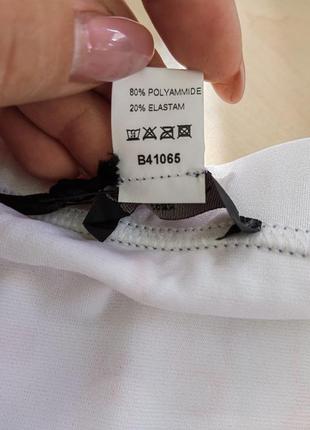 80% POLYAMMIDE
20% ELASTAM
B41065